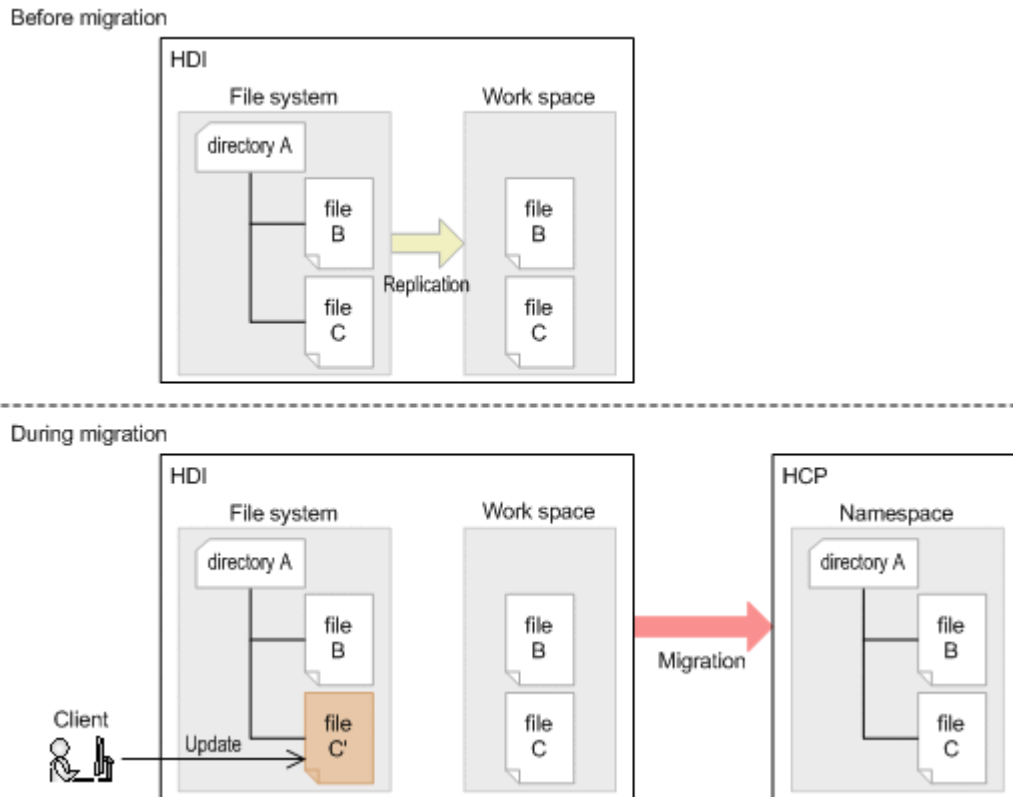 Before migration
HDI
File system
Work space
directory A
file
B
file
B
Replication
file
C
file
C
During migration
HDI
HCP
File system
Work space
Namespace
directory A
directory A
file
B
file
B
file
B
Migration
Client
Update
file
C'
file
C
file
C